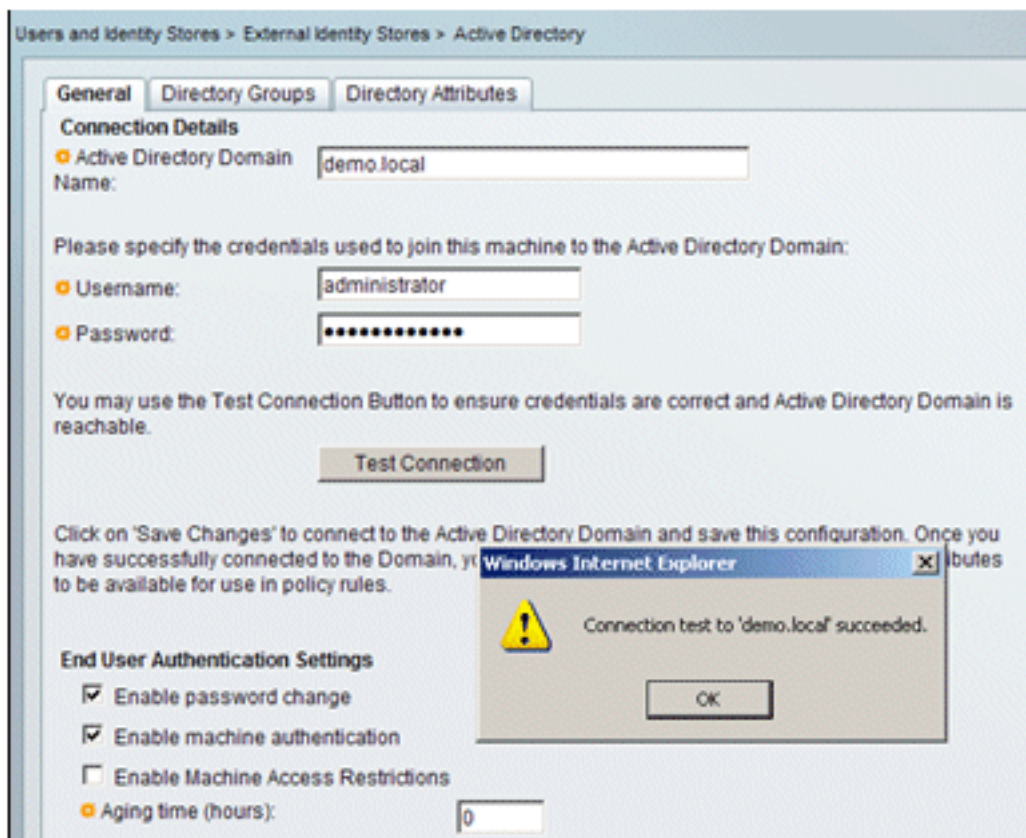 Users and Identity Stores > External Identity Stores > Active Directory
General Directory Groups Directory Attributes
Connection Details
Active Directory Domain
Name:
demo.local
Please specify the credentials used to join this machine to the Active Directory Domain:
Username:
administrator
Password:
••••••••••••
You may use the Test Connection Button to ensure credentials are correct and Active Directory Domain is
reachable.
Test Connection
Click on 'Save Changes' to connect to the Active Directory Domain and save this configuration. Once you
have successfully connected to the Domain,
to be available for use in policy rules.
Windows Internet Explorer
Connection test to 'demo.local' succeeded.
OK
End User Authentication Settings
Enable password change
Enable machine authentication
Enable Machine Access Restrictions
Aging time (hours):
0